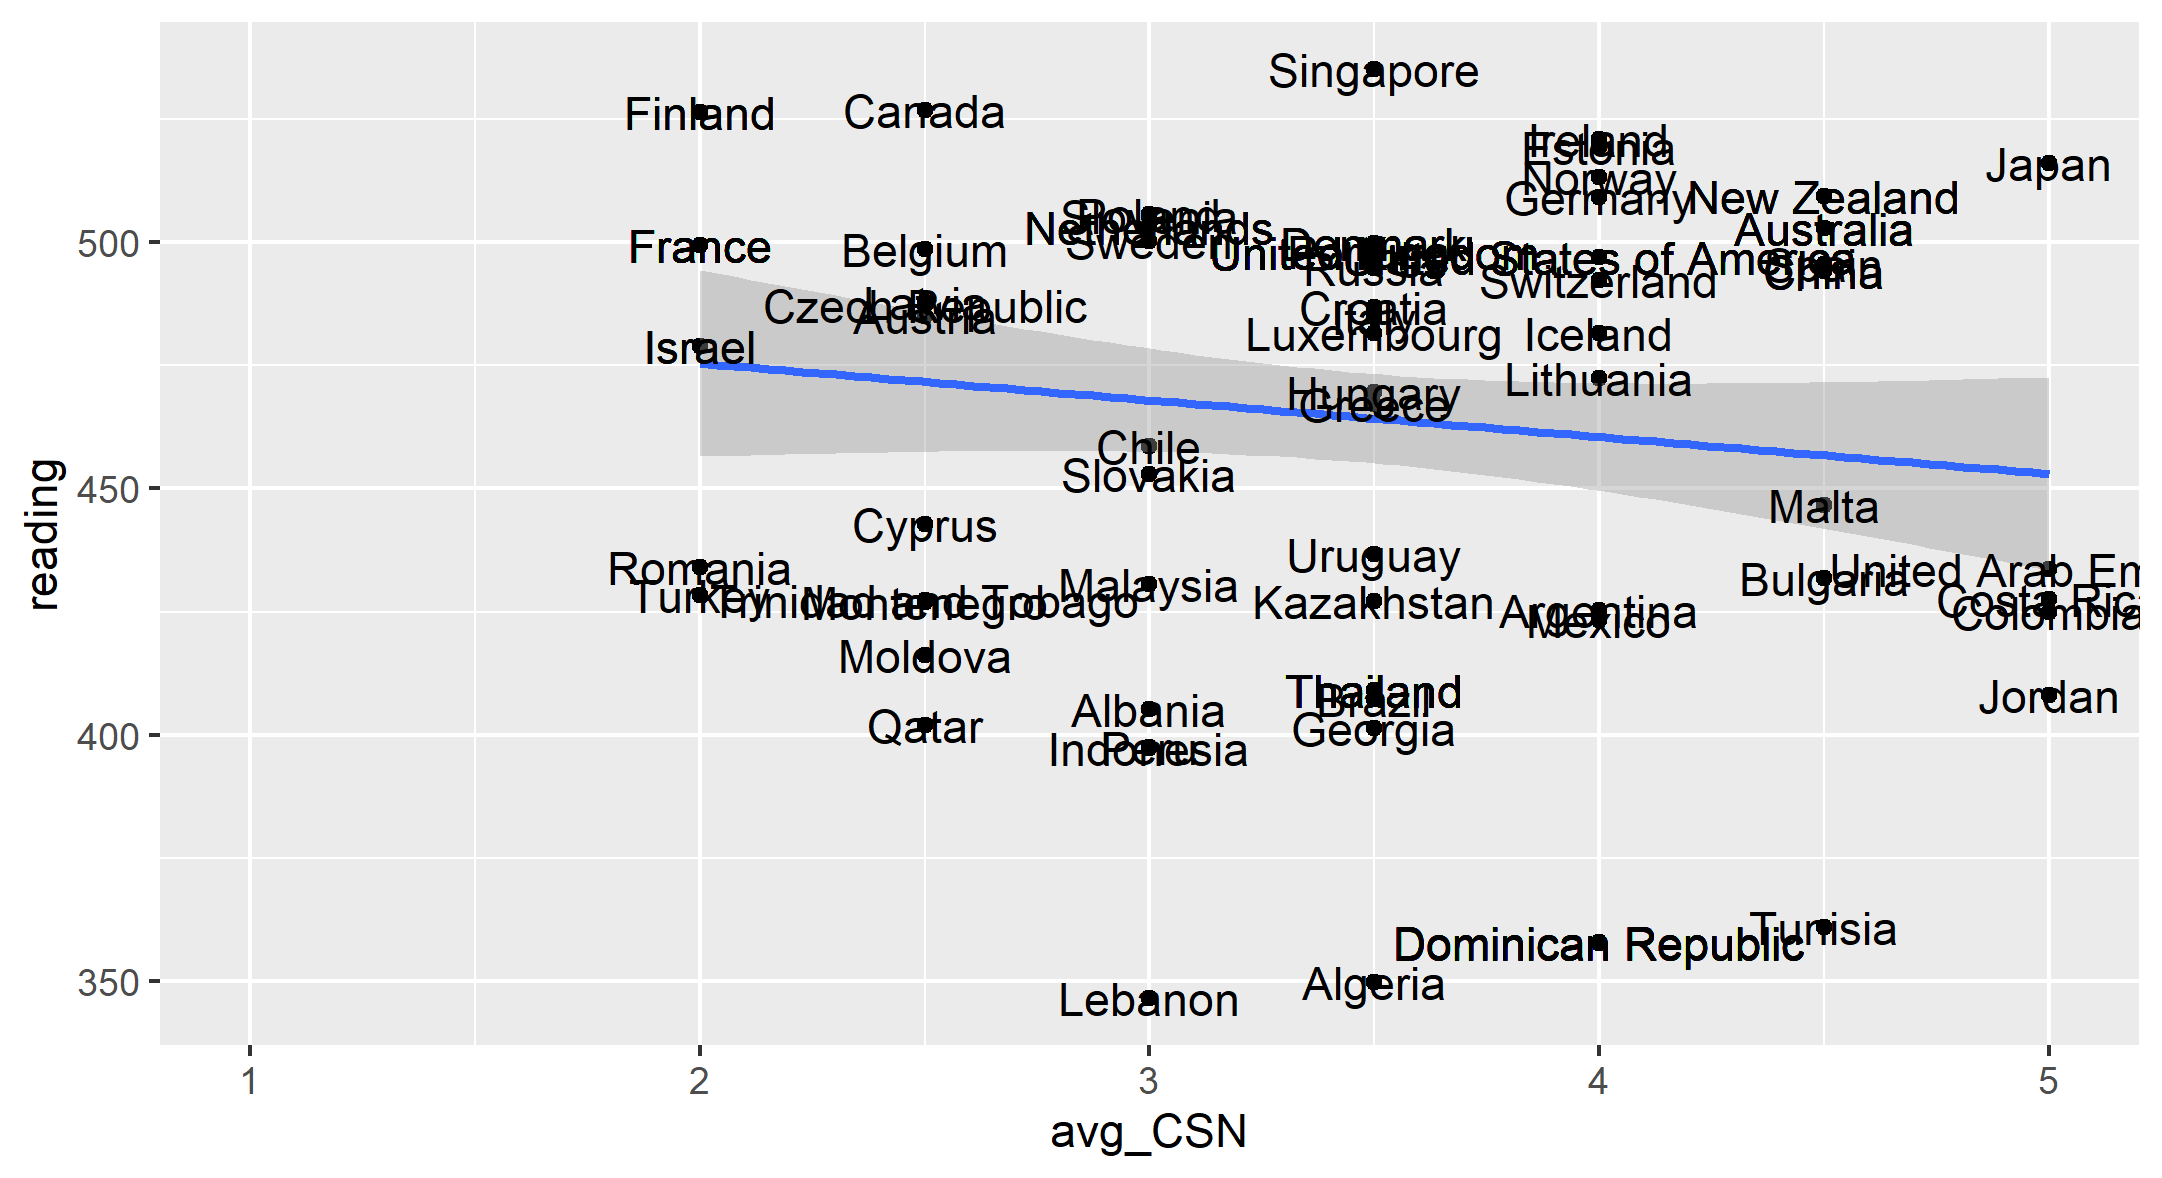 Singapore
Finland
Canada
Ireland
Estonia
Japan
Norway
Germany
New Zealand
Poland
Slovenia
Netherlands
Sweden
Australia
France
Belgium
Denmark
United Kingdom
United States of America
Spain
China
Russia
Switzerland
Czech Republic
Latvia
Austria
Croatia
Italy
Luxembourg
Iceland
Israel
Lithuania
Hungary
Greece
Chile
Slovakia
Malta
Cyprus
Uruguay
Romania
Turkey
Trinidad and Tobago
Montenegro
Malaysia
Kazakhstan
Argentina
Mexico
Bulgaria
United Arab Em
Costa Ric
Colombia
Moldova
Thailand
Brazil
Georgia
Jordan
Albania
Qatar
Peru
Indonesia
Tunisia
Dominican Republic
Algeria
Lebanon
500
450
400
350
reading
1 2 3 4 5
avg_CSN